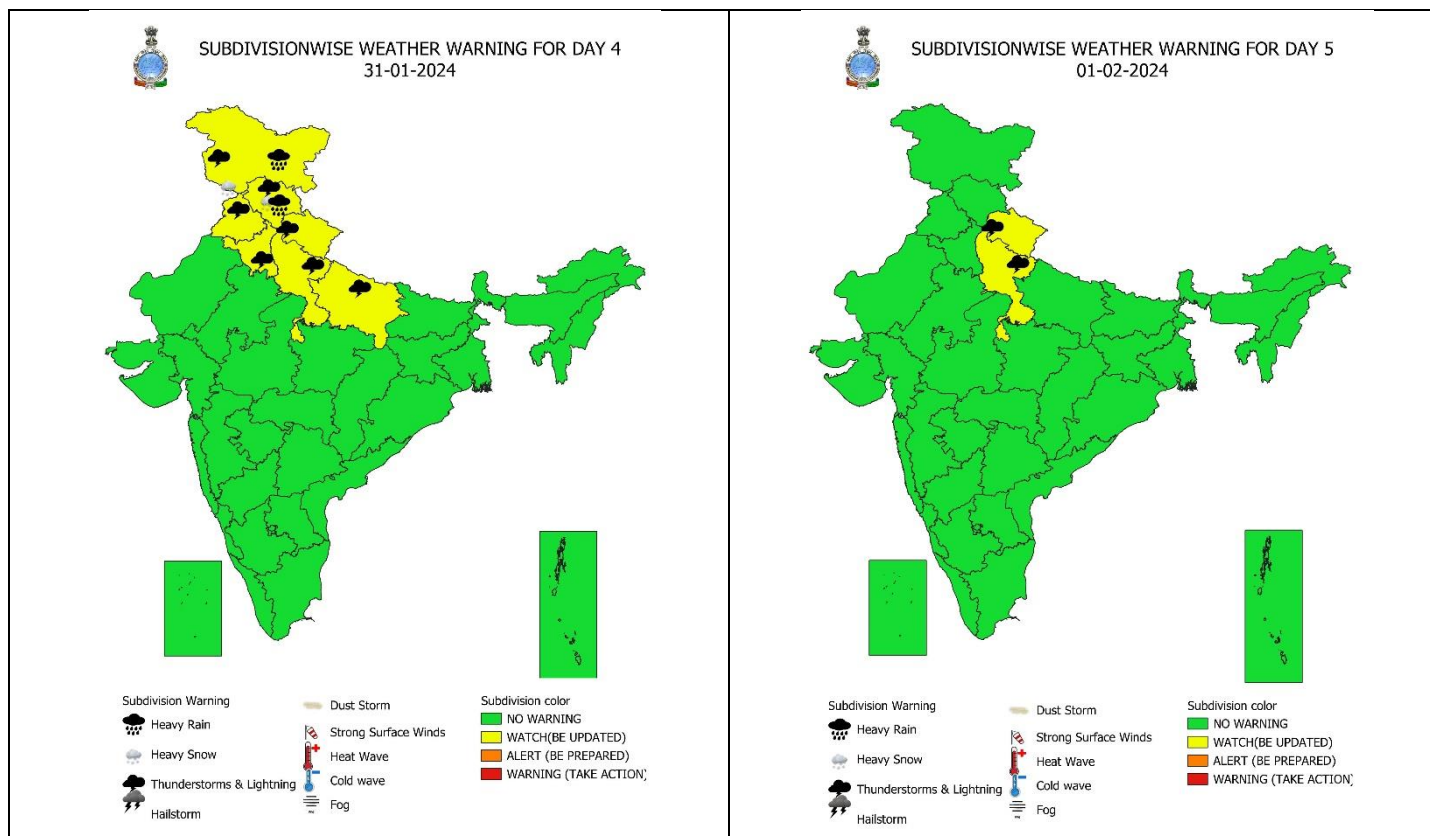 SUBDIVISIONWISE WEATHER WARNING FOR DAY 4
31-01-2024
Subdivision Warning
Heavy Rain
Heavy Snow
Thunderstorms & Lightning
Hailstorm
Dust Storm
Strong Surface Winds
Heat Wave
Cold wave
Fog
Subdivision color
NO WARNING
WATCH(BE UPDATED)
ALERT (BE PREPARED)
WARNING (TAKE ACTION)
SUBDIVISIONWISE WEATHER WARNING FOR DAY 5
01-02-2024
Subdivision Warning
Heavy Rain
Heavy Snow
Thunderstorms & Lightning
Hailstorm
Dust Storm
Strong Surface Winds
Heat Wave
Cold wave
Fog
Subdivision color
NO WARNING
WATCH(BE UPDATED)
ALERT (BE PREPARED)
WARNING (TAKE ACTION)